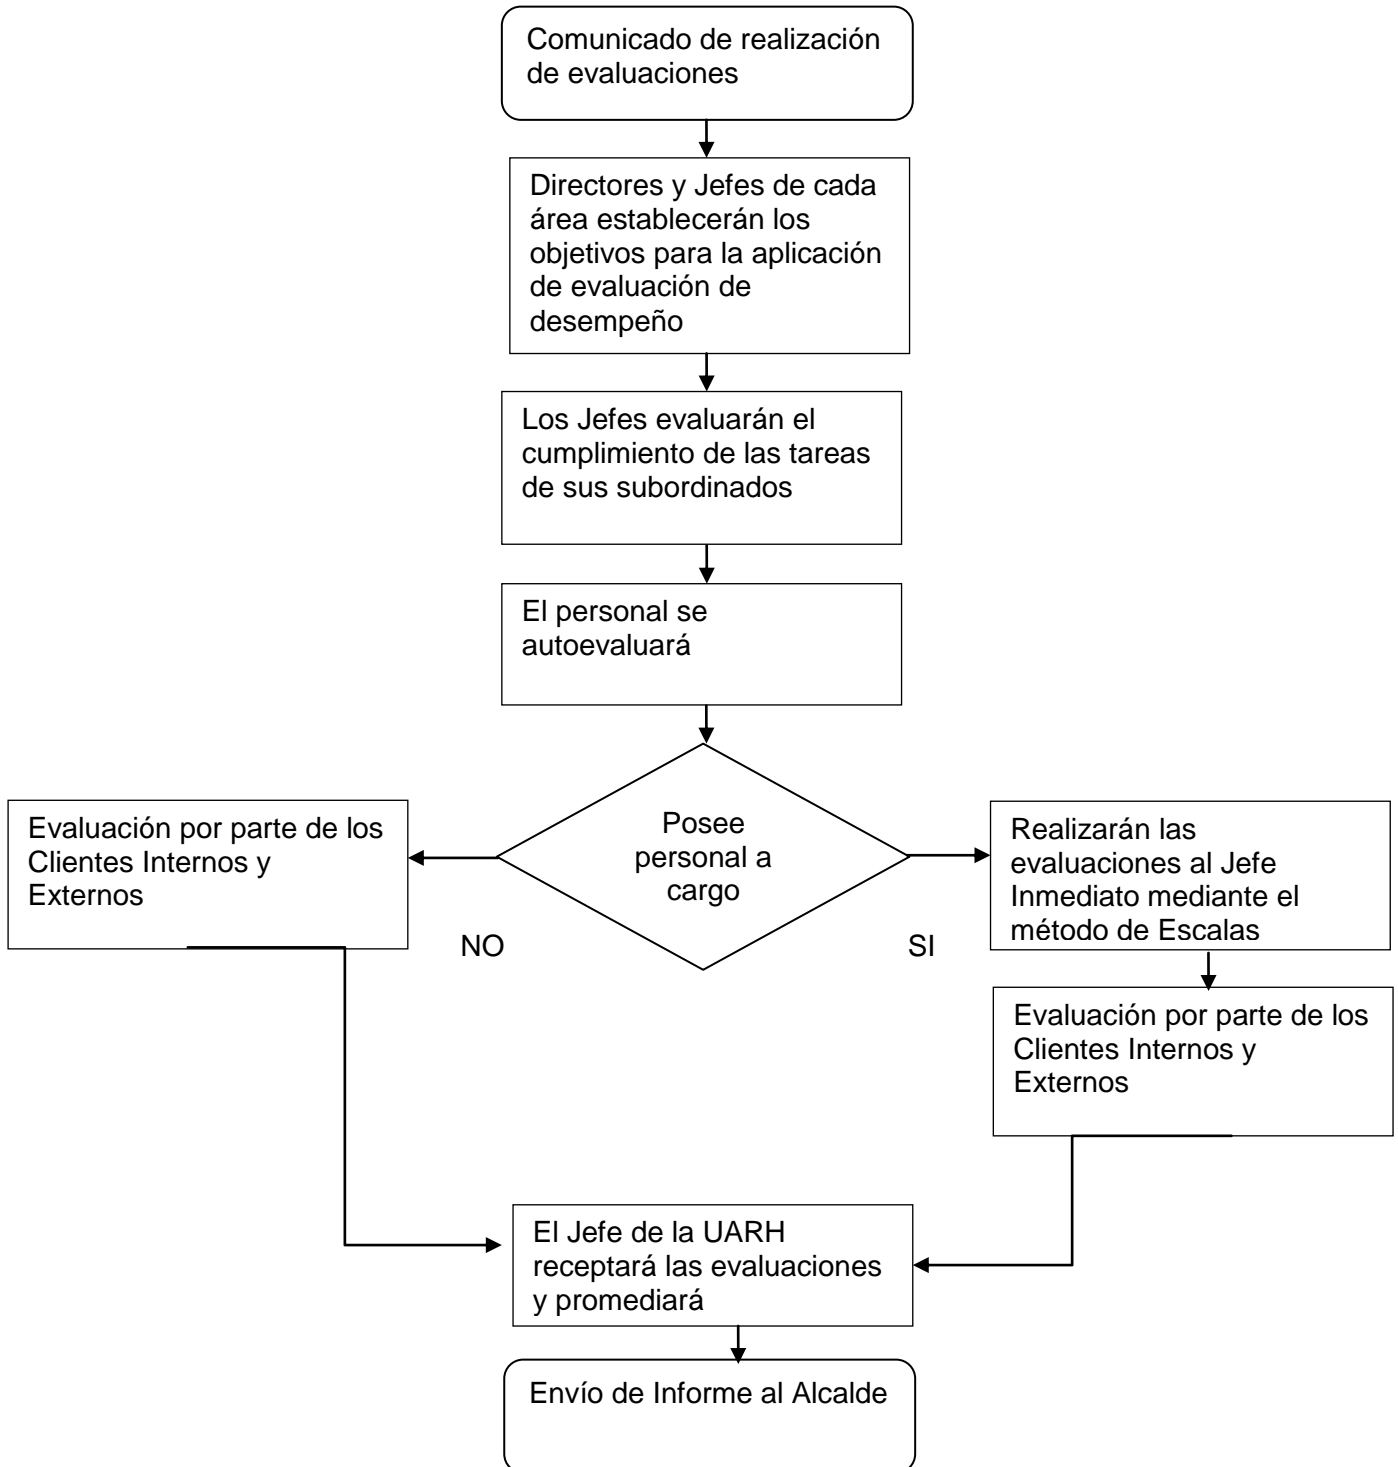 Comunicado de realización
de evaluaciones
Directores y Jefes de cada
área establecerán los
objetivos para la aplicación
de evaluación de
desempeño
Los Jefes evaluarán el
cumplimiento de las tareas
de sus subordinados
El personal se
autoevaluará
Posee
personal a
cargo
Evaluación por parte de los
Clientes Internos y
Externos
NO
SI
Realizarán las
evaluaciones al Jefe
Inmediato mediante el
método de Escalas
Evaluación por parte de los
Clientes Internos y
Externos
El Jefe de la UARH
receptará las evaluaciones
y promediará
Envío de Informe al Alcalde